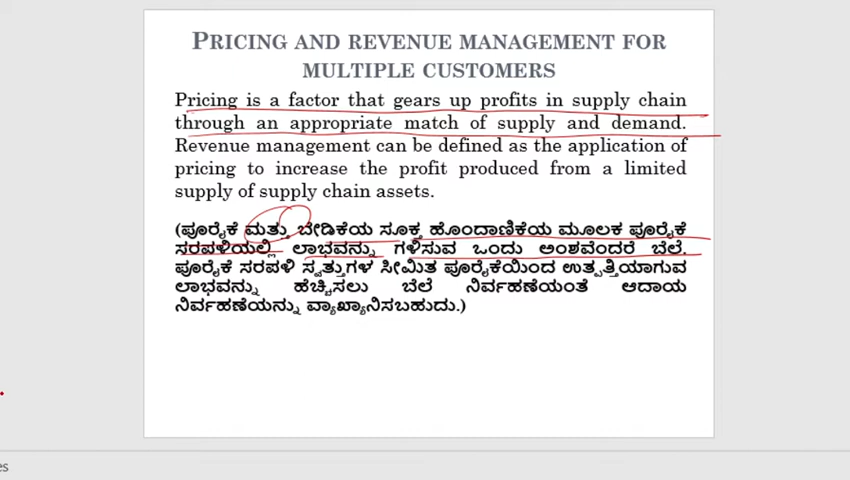 PRICING AND REVENUE MANAGEMENT FOR
MULTIPLE CUSTOMERS
Pricing is a factor that gears up profits in supply chain
through an appropriate match of supply and demand.
Revenue management can be defined as the application of
pricing to increase the profit produced from a limited
supply of supply chain assets.
(ಪೂರೈಕೆ ಮತ್ತು ಬೇಡಿಕೆಯ ಸೂಕ್ತ ಹೊಂದಾಣಿಕೆಯ ಮೂಲಕ ಪೂರೈಕೆ
ಸರಪಳಿಯಲ್ಲಿ ಲಾಭವನ್ನು ಗಳಿಸುವ ಒಂದು ಅಂಶವೆಂದರೆ ಬೆಲೆ.
ಪೂರೈಕೆ ಸರಪಳಿ ಸ್ವತ್ತುಗಳ ಸೀಮಿತ ಪೂರೈಕೆಯಿಂದ ಉತ್ಪತ್ತಿಯಾಗುವ
ಲಾಭವನ್ನು ಹೆಚ್ಚಿಸಲು ಬೆಲೆ ನಿರ್ವಹಣೆಯಂತೆ ಆದಾಯ
ನಿರ್ವಹಣೆಯನ್ನು ವ್ಯಾಖ್ಯಾನಿಸಬಹುದು.)